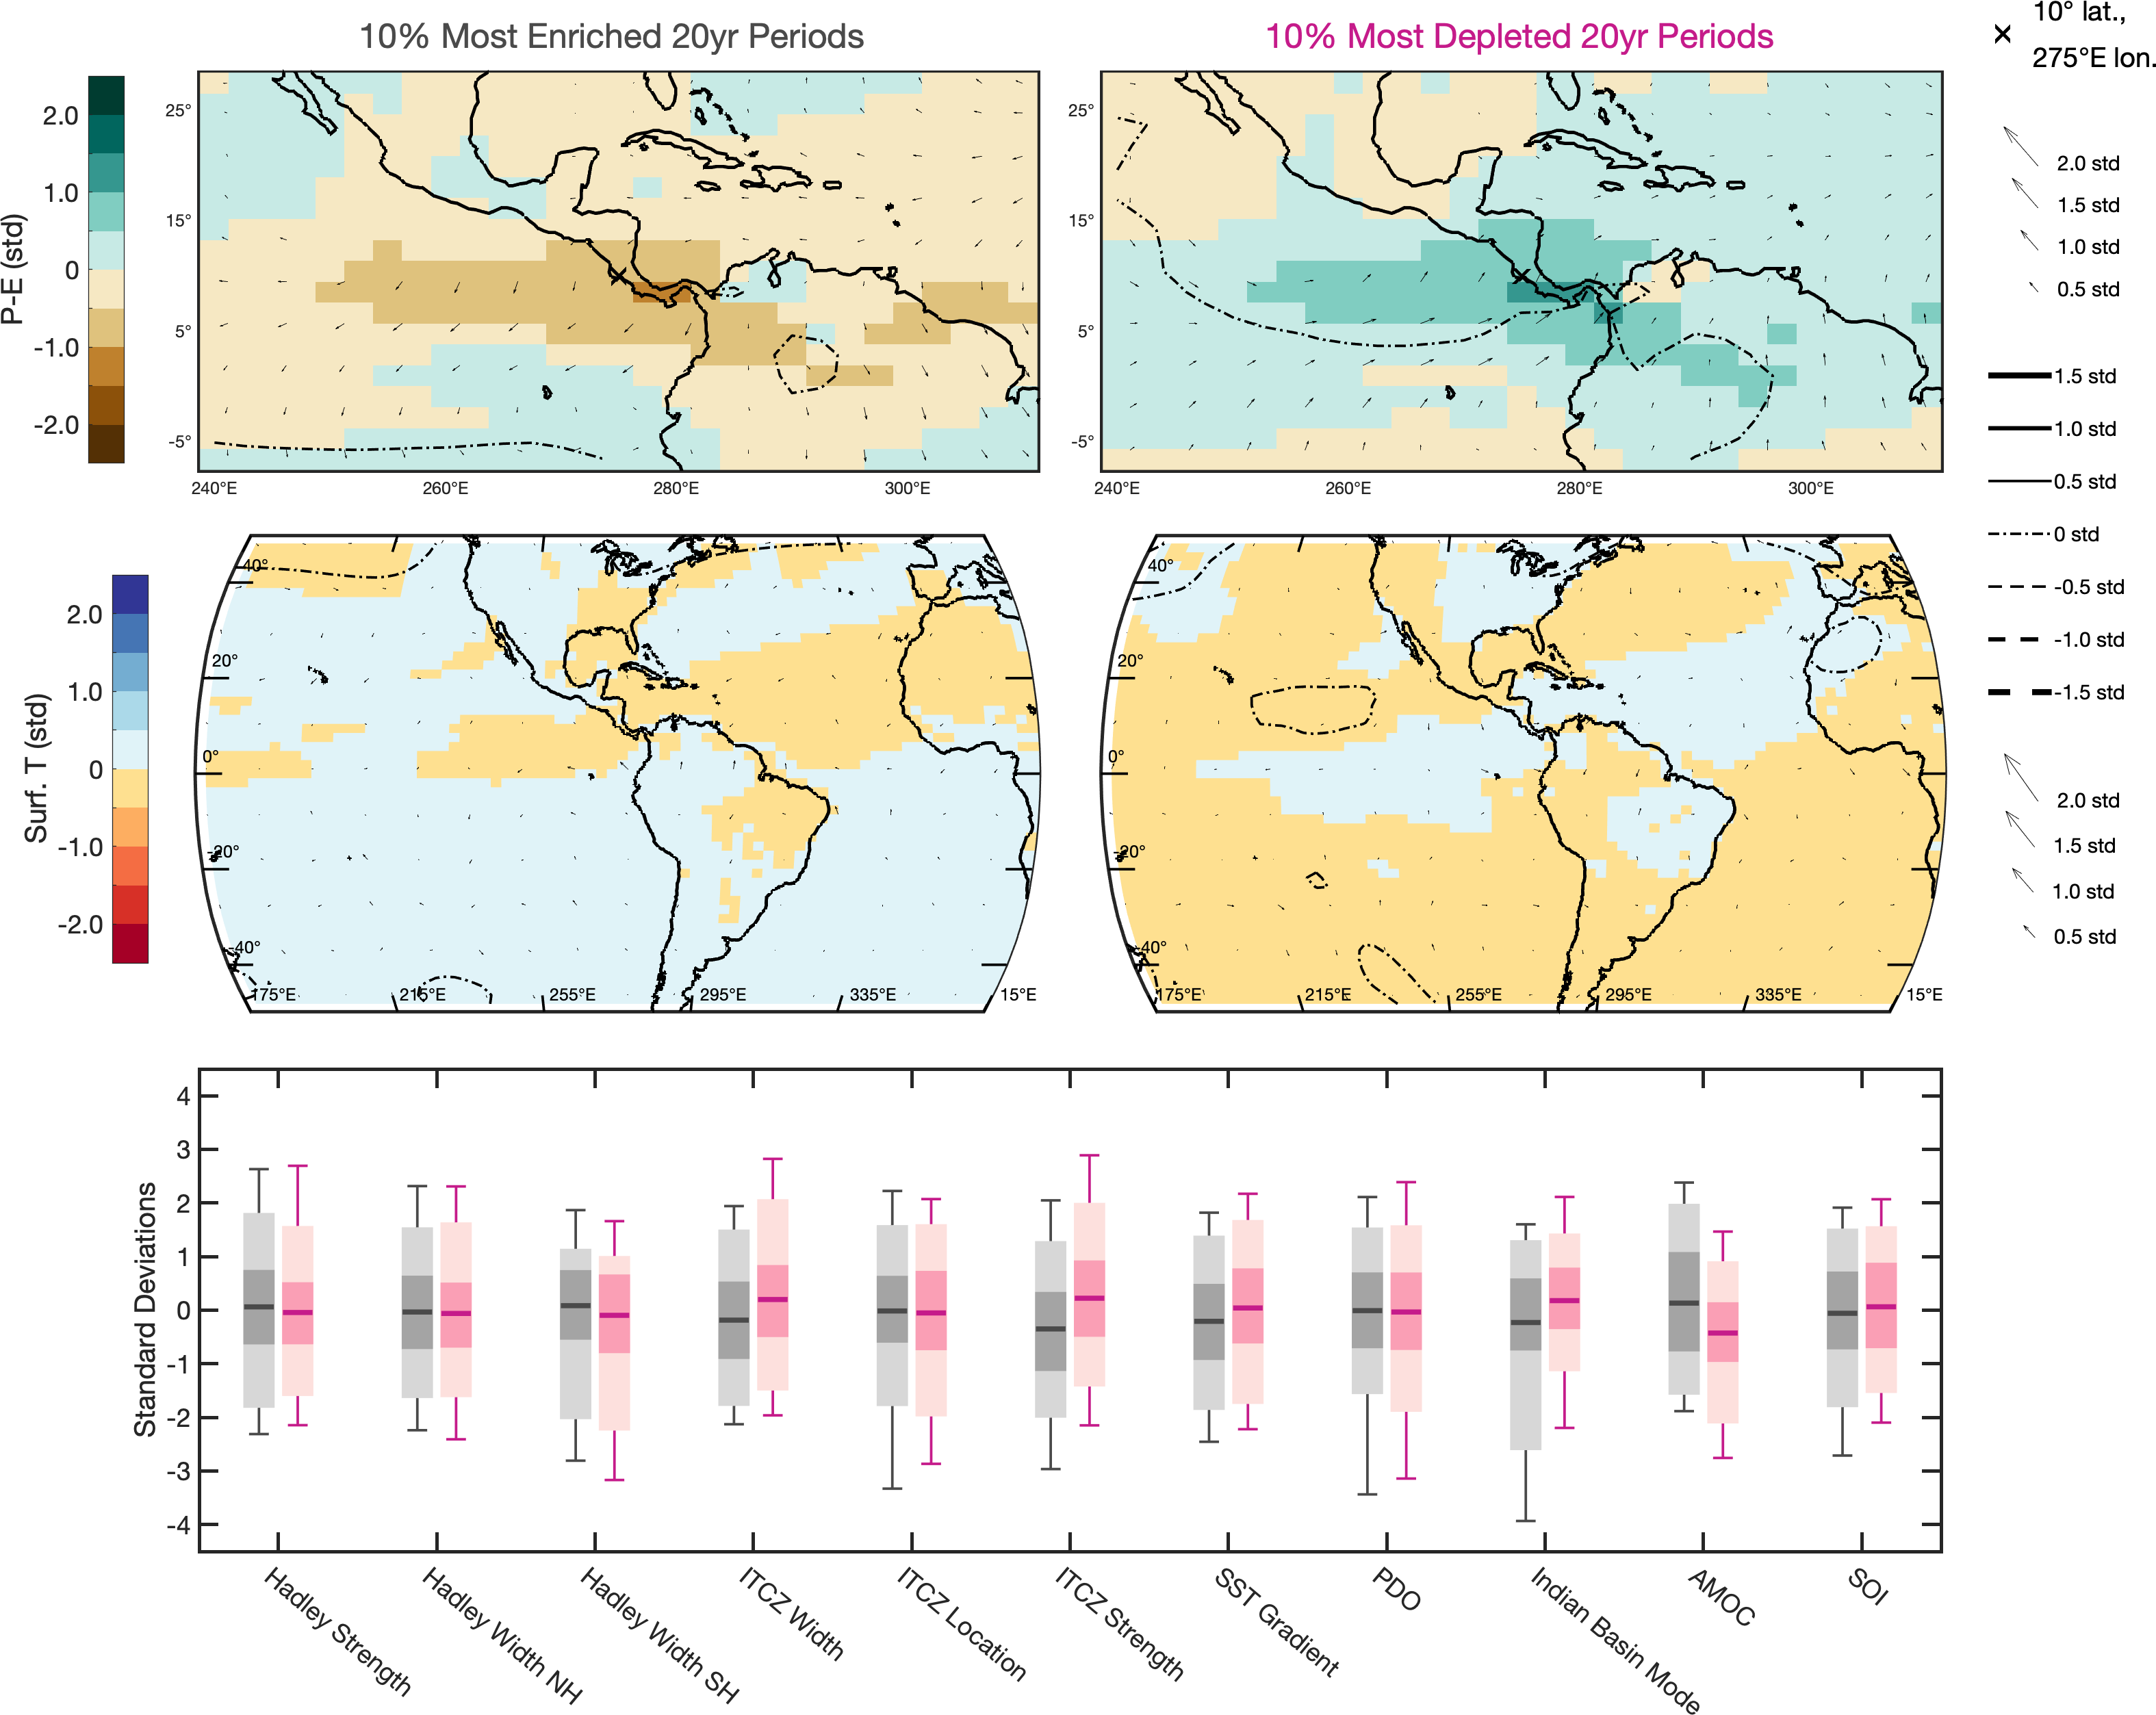 10% Most Enriched 20yr Periods
10% Most Depleted 20yr Periods
10° lat.,
275°E lon.
P-E (std)
2.0
1.0
0
-1.0
-2.0
25°
15°
5°
-5°
240°E
260°E
280°E
300°E
25°
15°
5°
-5°
240°E
260°E
280°E
300°E
2.0 std
1.5 std
1.0 std
0.5 std
1.5 std
1.0 std
0.5 std
0 std
-0.5 std
-1.0 std
-1.5 std
2.0 std
1.5 std
1.0 std
0.5 std
Surf. T (std)
2.0
1.0
0
-1.0
-2.0
40°
20°
0°
-20°
-40°
175°E
215°E
255°E
295°E
335°E
15°E
40°
20°
0°
-20°
-40°
175°E
215°E
255°E
295°E
335°E
15°E
Standard Deviations
4
3
2
1
0
-1
-2
-3
-4
Hadley Strength
Hadley Width NH
Hadley Width SH
ITCZ Width
ITCZ Location
ITCZ Strength
SST Gradient
PDO
Indian Basin Mode
AMOC
SOI